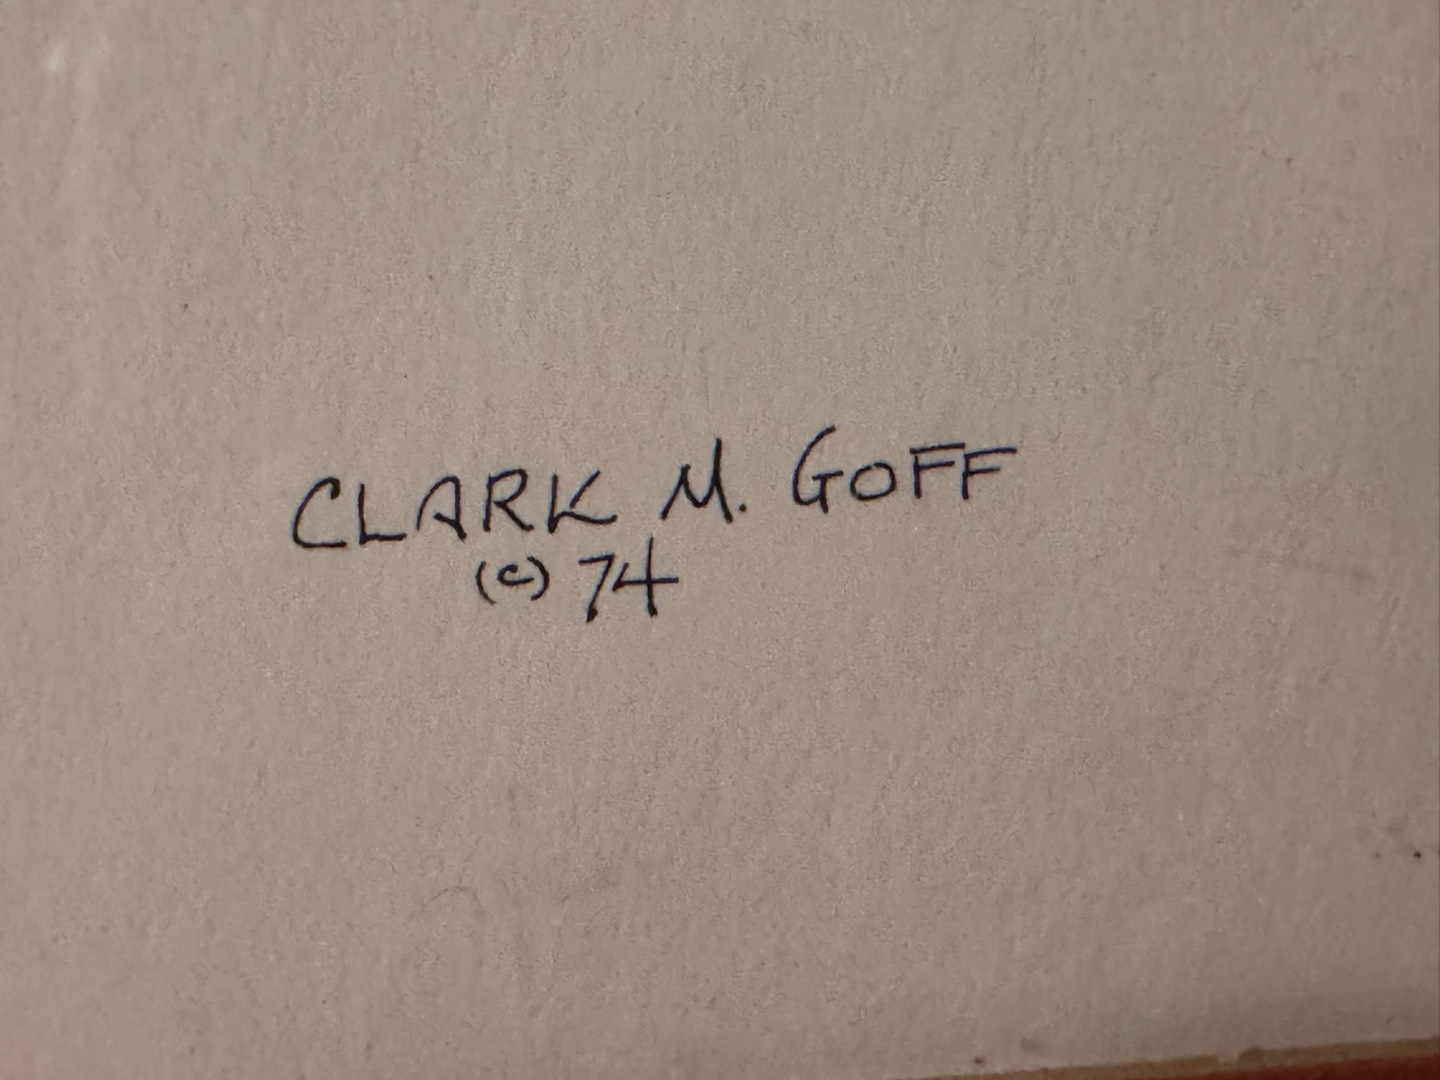 CLARK M. GOFF
(c) 74